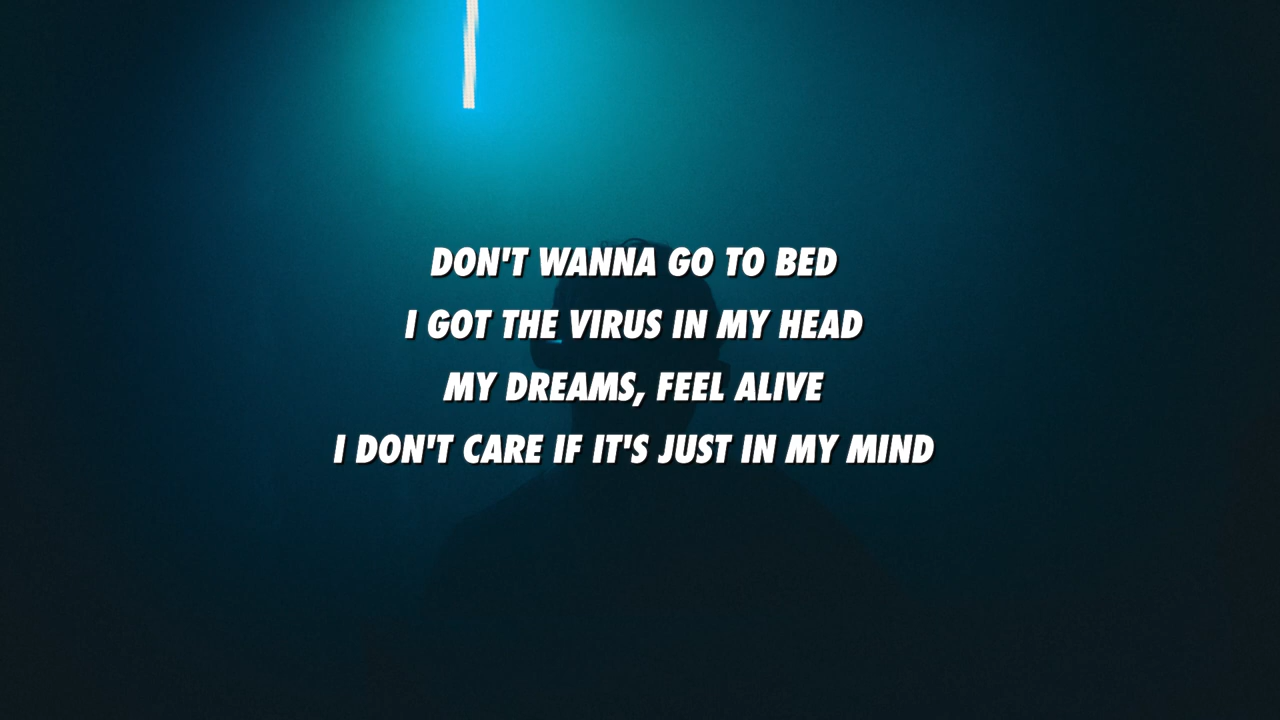 DON'T WANNA GO TO BED
I GOT THE VIRUS IN MY HEAD
MY DREAMS, FEEL ALIVE
I DON'T CARE IF IT'S JUST IN MY MIND